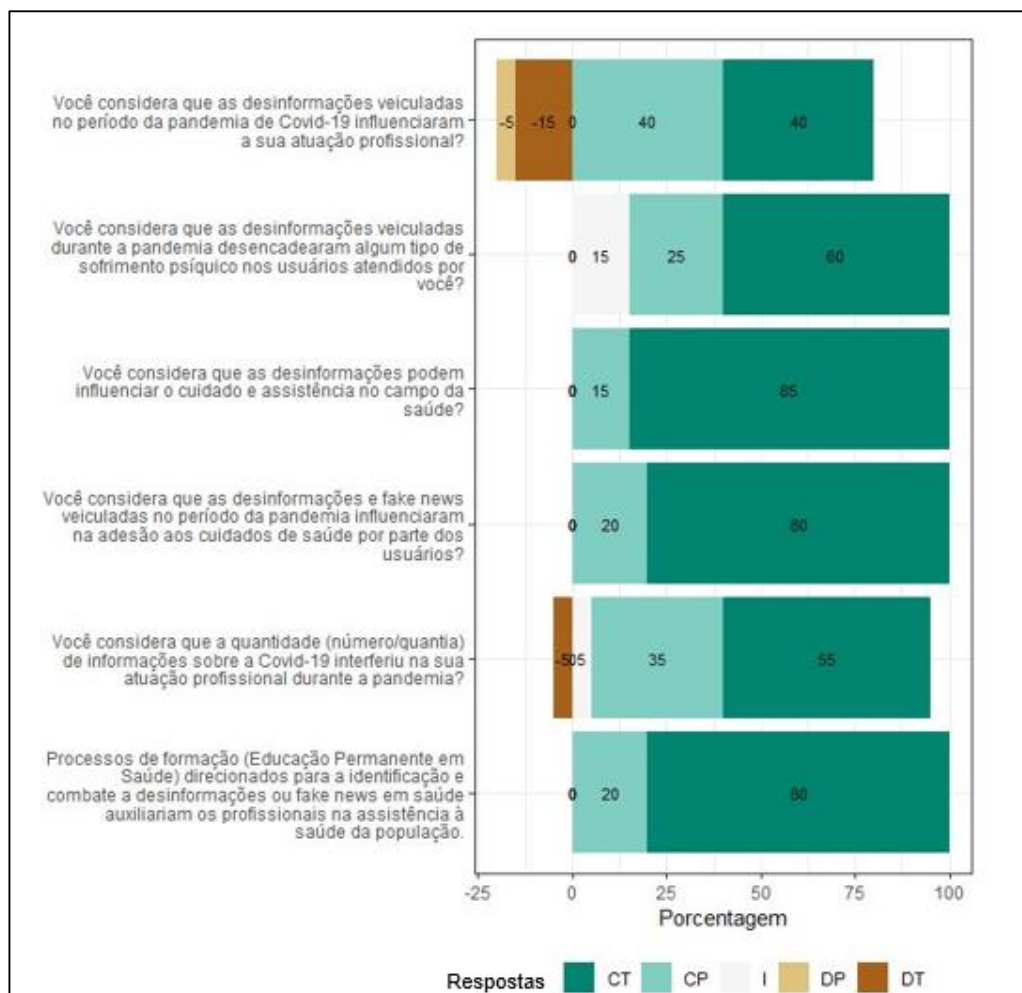 Você considera que as desinformações veiculadas
no período da pandemia de Covid-19 influenciaram
a sua atuação profissional?
-5 -15 0 40 40
Você considera que as desinformações veiculadas
durante a pandemia desencadearam algum tipo de
sofrimento psíquico nos usuários atendidos por
você?
0 15 25 60
Você considera que as desinformações podem
influenciar o cuidado e assistência no campo da
saúde?
0 15 85
Você considera que as desinformações e fake news
veiculadas no período da pandemia influenciaram
na adesão aos cuidados de saúde por parte dos
usuários?
0 20 80
Você considera que a quantidade (número/quantia)
de informações sobre a Covid-19 interferiu na sua
atuação profissional durante a pandemia?
-5 0 5 35 55
Processos de formação (Educação Permanente em
Saúde) direcionados para a identificação e
combate a desinformações ou fake news em saúde
auxiliariam os profissionais na assistência à
saúde da população.
0 20 80
-25 0 25 50 75 100
Porcentagem
Respostas CT CP I DP DT